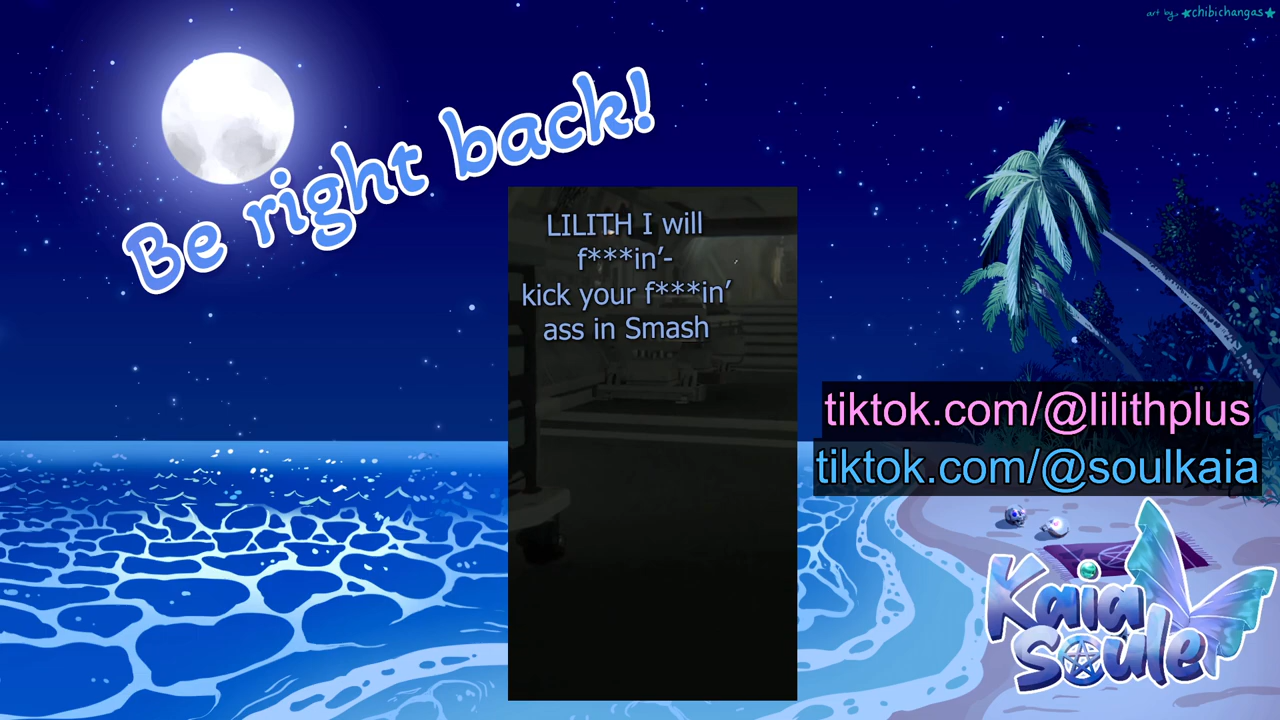 art by ★chibichangas★
Be right back!
LILITH I will
f***in’-
kick your f***in’
ass in Smash
tiktok.com/@lilithplus
tiktok.com/@soulkaia
Kaia
Soule